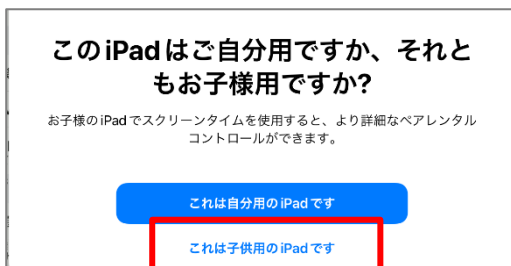 このiPadはご自分用ですか、それと
もお子様用ですか?
お子様のiPadでスクリーンタイムを使用すると、より詳細なペアレンタル
コントロールができます。
これは自分用のiPadです
これは子供用のiPadです